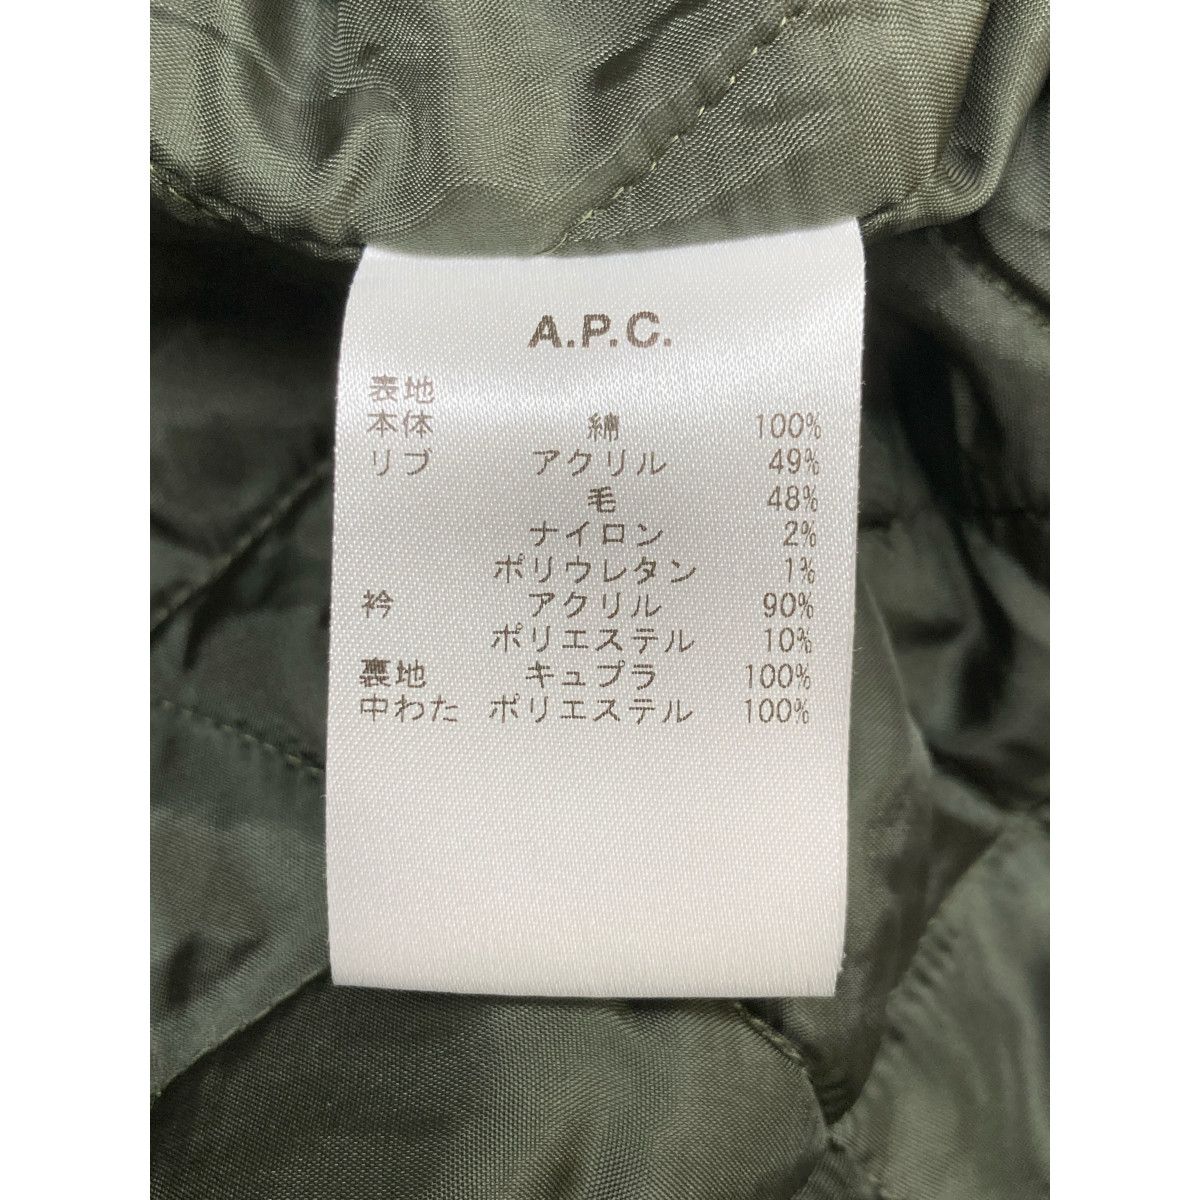 A.P.C.
表地
本体 綿 100%
リブ アクリル 49%
毛 48%
ナイロン 2%
ポリウレタン 1%
衿 アクリル 90%
ポリエステル 10%
裏地 キュプラ 100%
中わた ポリエステル 100%